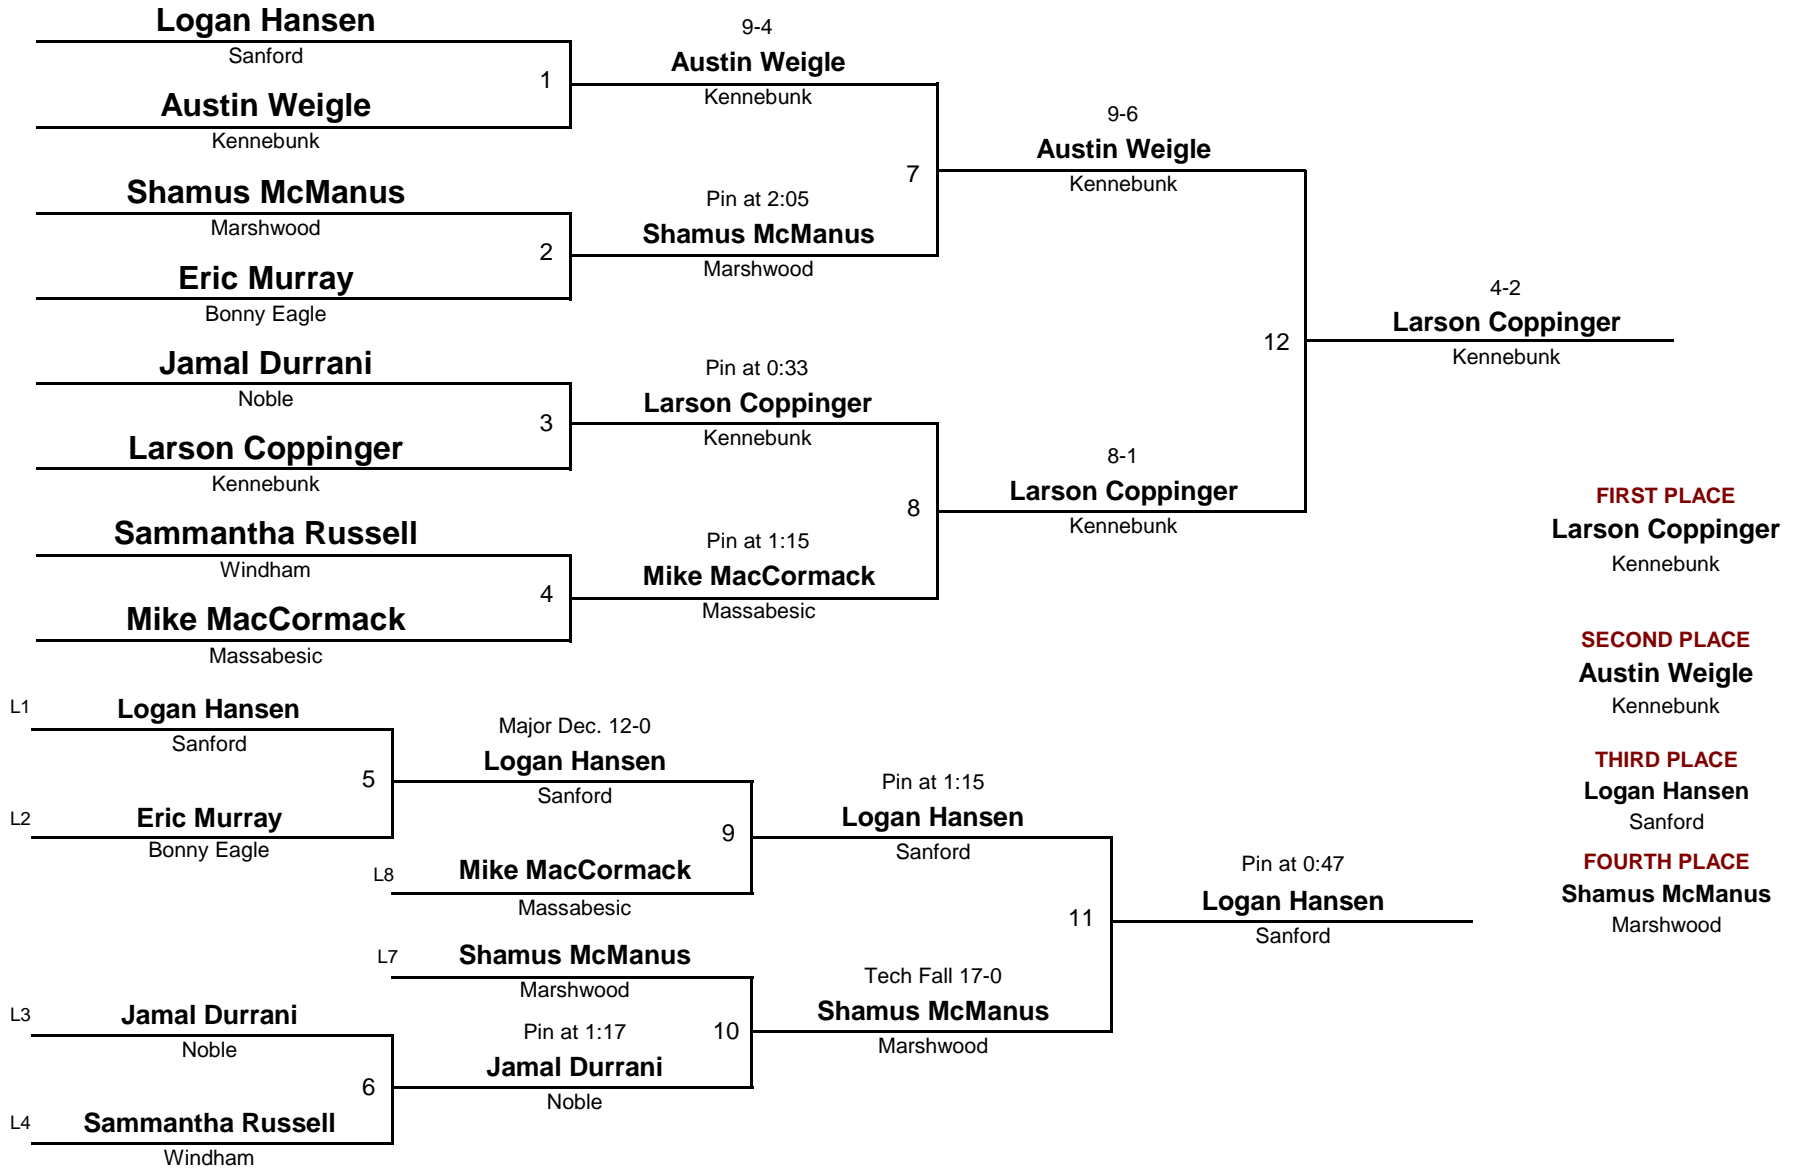 Logan Hansen
Sanford
1
Austin Weigle
Kennebunk
Shamus McManus
Marshwood
2
Eric Murray
Bonny Eagle
Jamal Durrani
Noble
3
Larson Coppinger
Kennebunk
Sammantha Russell
Windham
4
Mike MacCormack
Massabesic
9-4
Austin Weigle
Kennebunk
7
Pin at 2:05
Shamus McManus
Marshwood
Pin at 0:33
Larson Coppinger
Kennebunk
8
Pin at 1:15
Mike MacCormack
Massabesic
9-6
Austin Weigle
Kennebunk
12
8-1
Larson Coppinger
Kennebunk
4-2
Larson Coppinger
Kennebunk
FIRST PLACE
Larson Coppinger
Kennebunk
SECOND PLACE
Austin Weigle
Kennebunk
THIRD PLACE
Logan Hansen
Sanford
FOURTH PLACE
Shamus McManus
Marshwood
L1 Logan Hansen
Sanford
5
L2 Eric Murray
Bonny Eagle
Major Dec. 12-0
Logan Hansen
Sanford
9
L8 Mike MacCormack
Massabesic
L7 Shamus McManus
Marshwood
10
Pin at 1:17
Jamal Durrani
Noble
L3 Jamal Durrani
Noble
6
L4 Sammantha Russell
Windham
Pin at 1:15
Logan Hansen
Sanford
11
Tech Fall 17-0
Shamus McManus
Marshwood
Pin at 0:47
Logan Hansen
Sanford